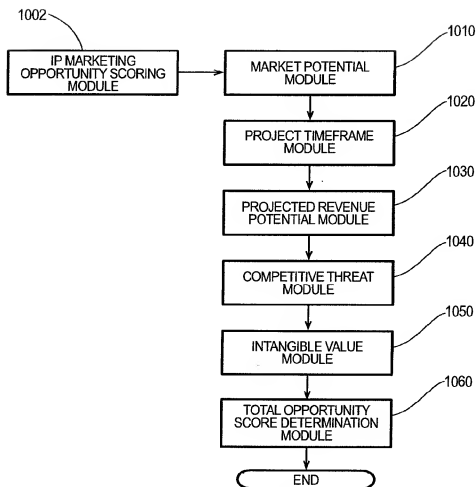 1002
IP MARKETING
OPPORTUNITY SCORING
MODULE
MARKET POTENTIAL
MODULE
1010
PROJECT TIMEFRAME
MODULE
1020
PROJECTED REVENUE
POTENTIAL MODULE
1030
COMPETITIVE THREAT
MODULE
1040
INTANGIBLE VALUE
MODULE
1050
TOTAL OPPORTUNITY
SCORE DETERMINATION
MODULE
1060
END